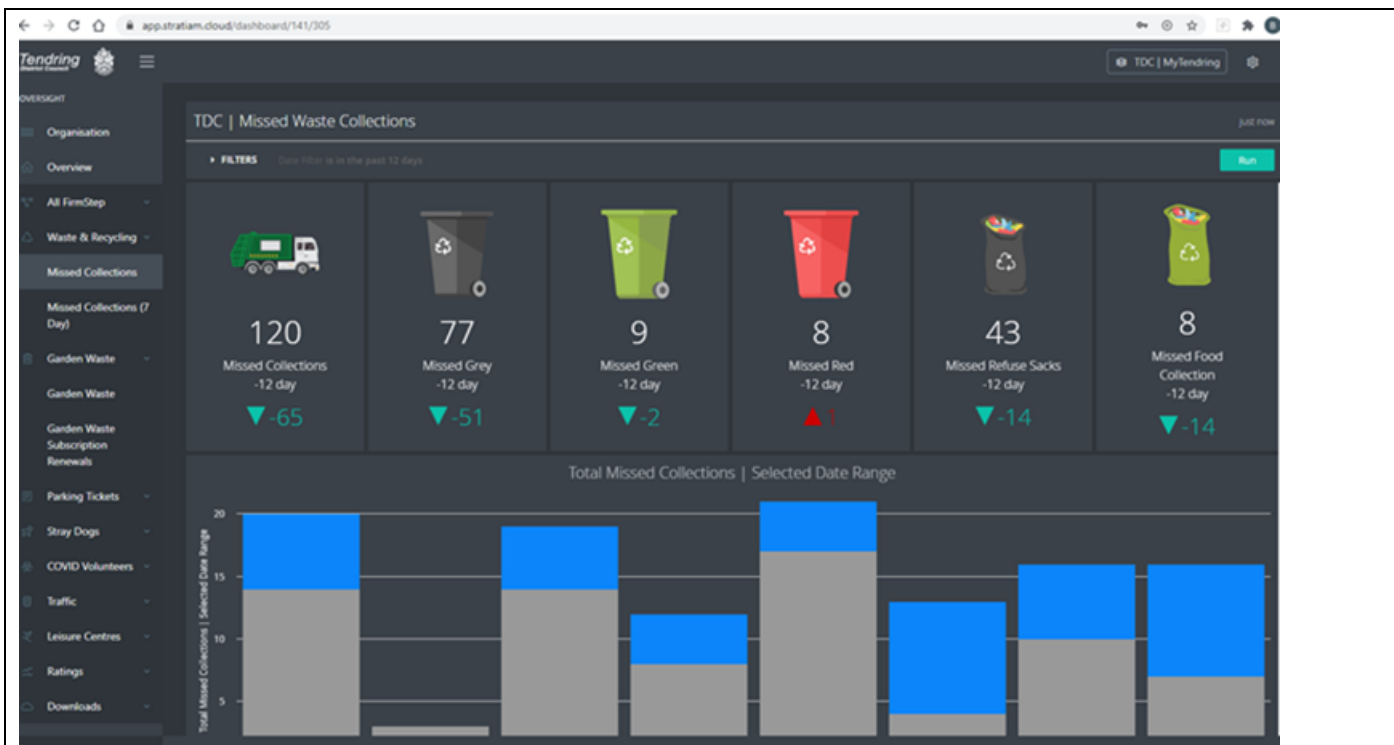 app.stratiam.cloud/dashboard/141/305
Tendring
District Council
TDC | MyTendring
OVERSIGHT
Organisation
Overview
All FirmStep
Waste & Recycling
Missed Collections
Missed Collections (7
Day)
Garden Waste
Garden Waste
Garden Waste
Subscription
Renewals
Parking Tickets
Stray Dogs
COVID Volunteers
Traffic
Leisure Centres
Ratings
Downloads
TDC | Missed Waste Collections
just now
FILTERS Date Filter is in the past 12 days
Run
120
Missed Collections
-12 day
▼-65
77
Missed Grey
-12 day
▼-51
9
Missed Green
-12 day
▼-2
8
Missed Red
-12 day
▲1
43
Missed Refuse Sacks
-12 day
▼-14
8
Missed Food
Collection
-12 day
▼-14
Total Missed Collections | Selected Date Range
Total Missed Collections | Selected Date Range
20
15
10
5